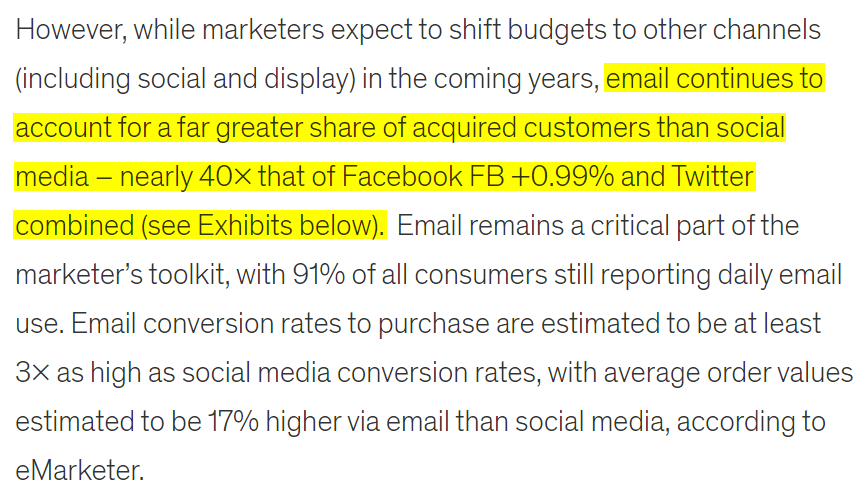 However, while marketers expect to shift budgets to other channels
(including social and display) in the coming years, email continues to
account for a far greater share of acquired customers than social
media – nearly 40× that of Facebook FB +0.99% and Twitter
combined (see Exhibits below). Email remains a critical part of the
marketer’s toolkit, with 91% of all consumers still reporting daily email
use. Email conversion rates to purchase are estimated to be at least
3× as high as social media conversion rates, with average order values
estimated to be 17% higher via email than social media, according to
eMarketer.